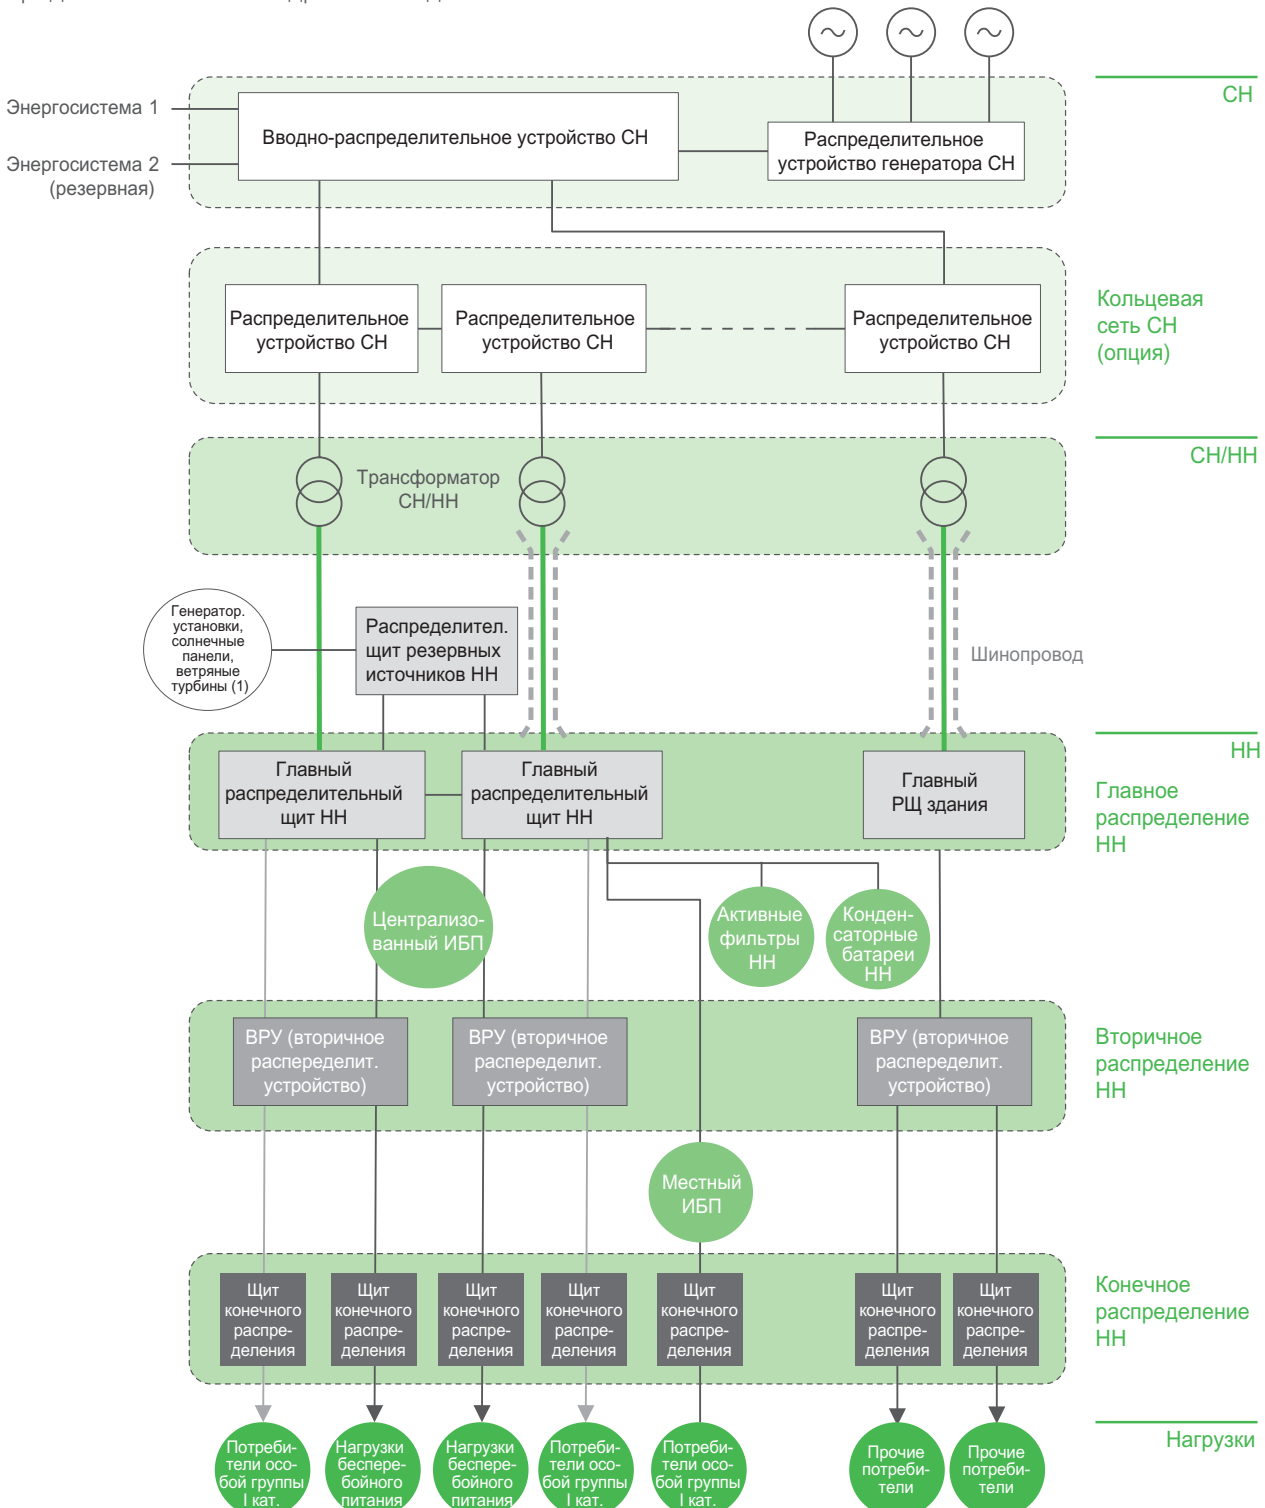 Энергосистема 1
Энергосистема 2
(резервная)
Вводно-распределительное устройство СН
Распределительное
устройство генератора СН
СН
Распределительное
устройство СН
Распределительное
устройство СН
Распределительное
устройство СН
Кольцевая
сеть СН
(опция)
Трансформатор
СН/НН
СН/НН
Генератор.
установки,
солнечные
панели,
ветряные
турбины (1)
Распределител.
щит резервных
источников НН
Шинопровод
НН
Главный
распределительный
щит НН
Главный
распределительный
щит НН
Главный
РЩ здания
Главное
распределение
НН
Централизо-
ванный ИБП
Активные
фильтры
НН
Конден-
саторные
батареи
НН
ВРУ (вторичное
распеределит.
устройство)
ВРУ (вторичное
распеределит.
устройство)
ВРУ (вторичное
распеределит.
устройство)
Вторичное
распределение
НН
Местный
ИБП
Щит
конечного
распре-
деления
Щит
конечного
распре-
деления
Щит
конечного
распре-
деления
Щит
конечного
распре-
деления
Щит
конечного
распре-
деления
Щит
конечного
распре-
деления
Щит
конечного
распре-
деления
Конечное
распределение
НН
Потреби-
тели осо-
бой группы
I кат.
Нагрузки
беспере-
бойного
питания
Нагрузки
беспере-
бойного
питания
Потреби-
тели осо-
бой группы
I кат.
Потреби-
тели осо-
бой группы
I кат.
Прочие
потреби-
тели
Прочие
потреби-
тели
Нагрузки